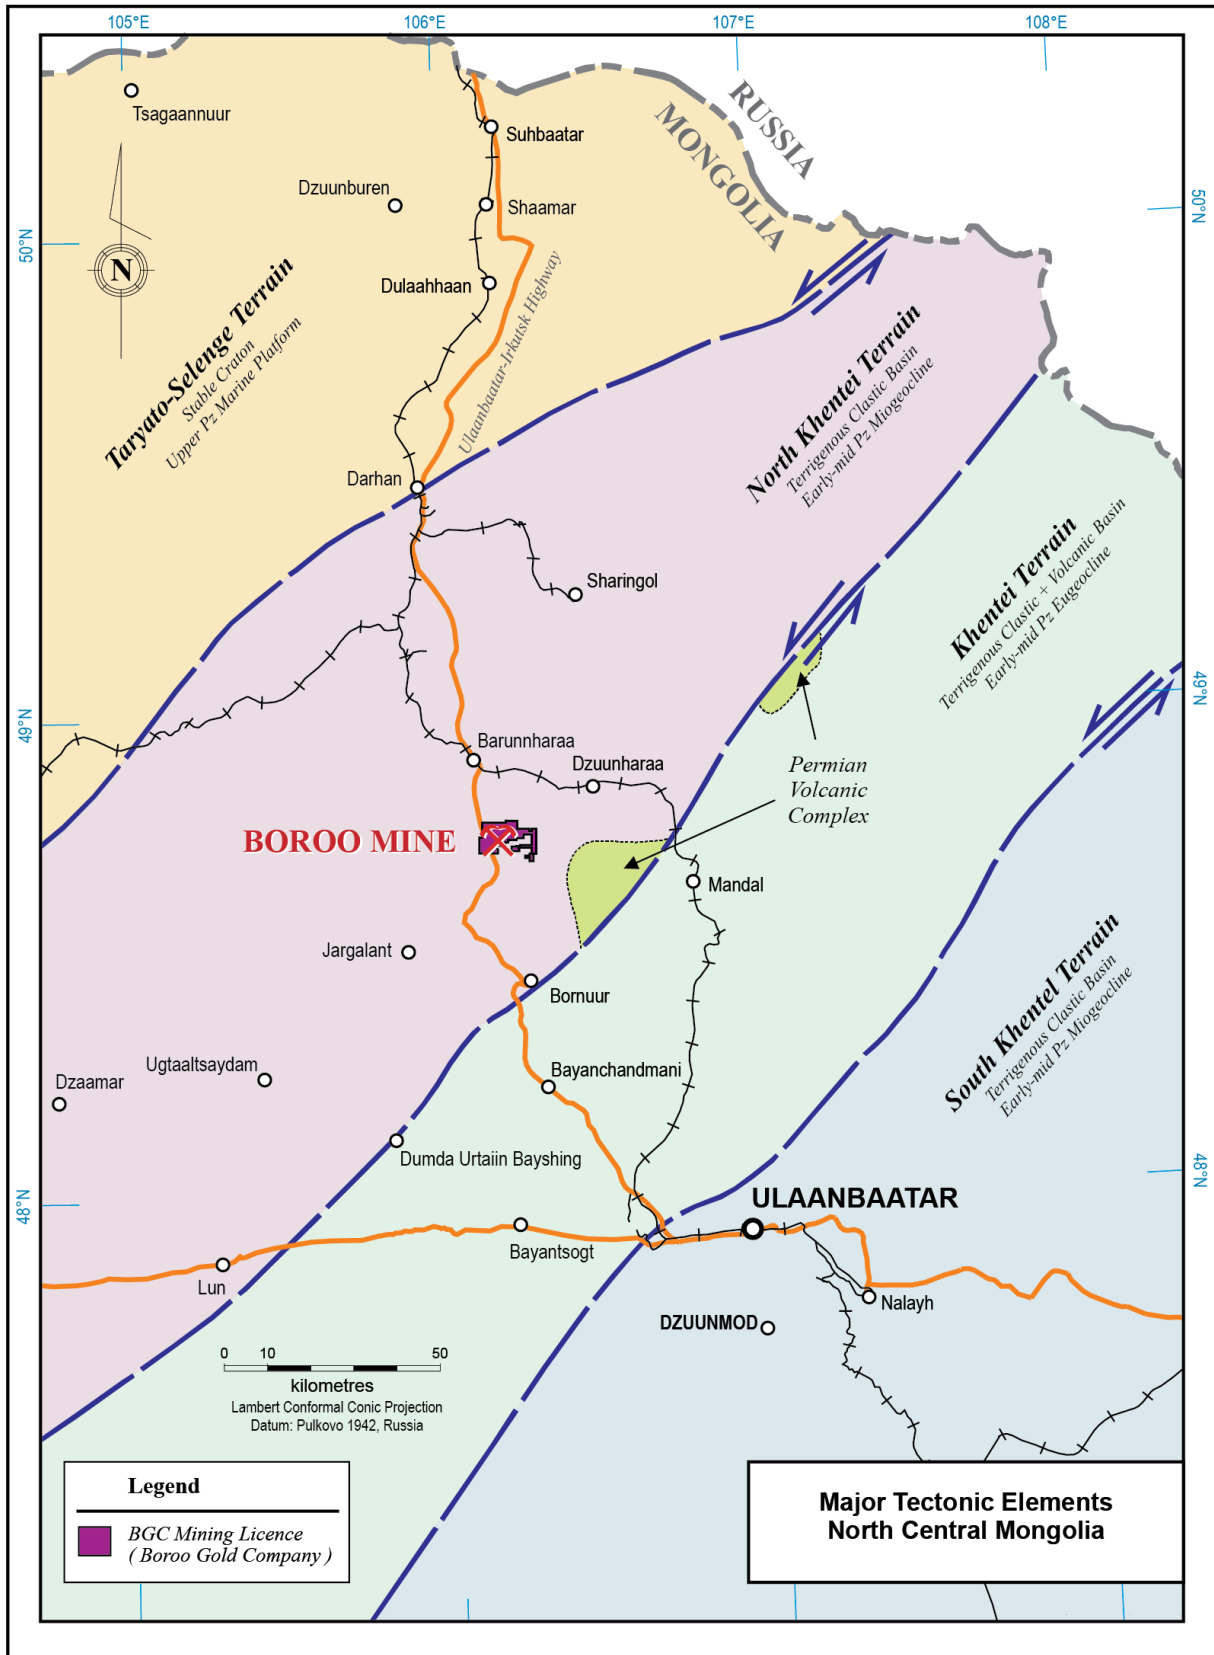 105°E
106°E
107°E
108°E
RUSSIA
MONGOLIA
Tsagaannuur
Suhbaatar
Dzuunburen
Shaamar
50°N
50°N
N
Dulaahhaan
Ulaanbaatar-Irkutsk Highway
Taryato-Selenge Terrain
Stable Craton
Upper Pz Marine Platform
North Khentei Terrain
Terrigenous Clastic Basin
Early-mid Pz Miogeocline
Darhan
Sharingol
Khentei Terrain
Terrigenous Clastic + Volcanic Basin
Early-mid Pz Eugeocline
49°N
49°N
Barunnharaa
Dzuunharaa
Permian
Volcanic
Complex
BOROO MINE
Mandal
Jargalant
Bornuur
South Khentel Terrain
Terrigenous Clastic Basin
Early-mid Pz Miogeocline
Ugtaaltsaydam
Dzaamar
Bayanchandmani
Dumda Urtaiin Bayshing
48°N
48°N
ULAANBAATAR
Bayantsogt
Lun
Nalayh
DZUUNMOD
0 10 50
kilometres
Lambert Conformal Conic Projection
Datum: Pulkovo 1942, Russia
Legend
BGC Mining Licence
( Boroo Gold Company )
Major Tectonic Elements
North Central Mongolia